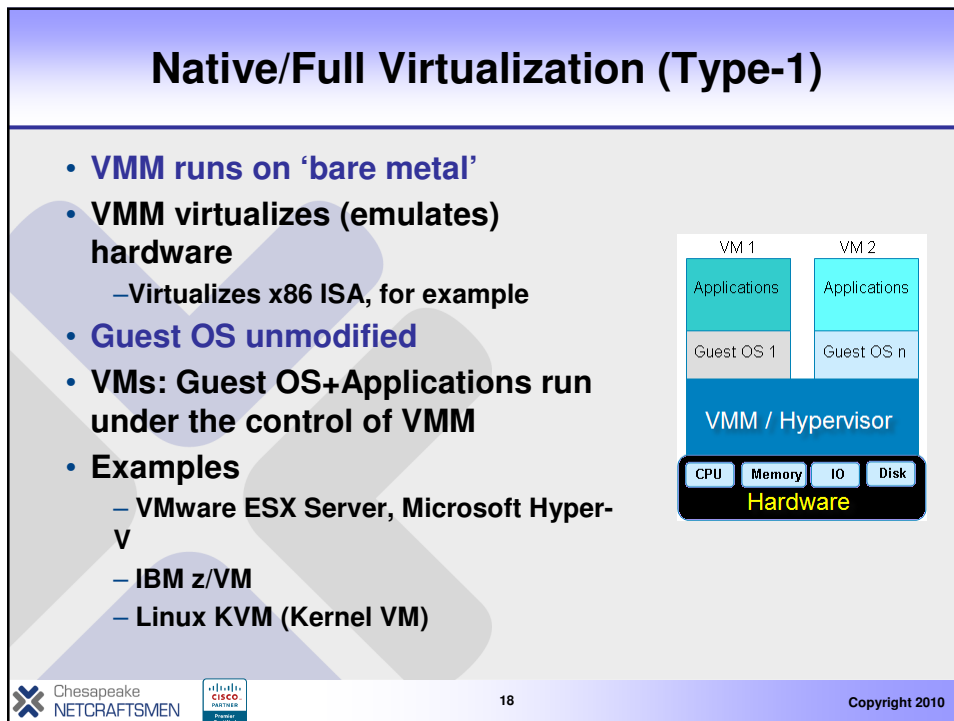 Native/Full Virtualization (Type-1)
• VMM runs on ‘bare metal’
• VMM virtualizes (emulates)
hardware
–Virtualizes x86 ISA, for example
• Guest OS unmodified
• VMs: Guest OS+Applications run
under the control of VMM
• Examples
– VMware ESX Server, Microsoft Hyper-
V
– IBM z/VM
– Linux KVM (Kernel VM)
VM 1 VM 2
Applications Applications
Guest OS 1 Guest OS n
VMM / Hypervisor
CPU Memory IO Disk
Hardware
Chesapeake
NETCRAFTSMEN
CISCO
PARTNER
Premier
18
Copyright 2010